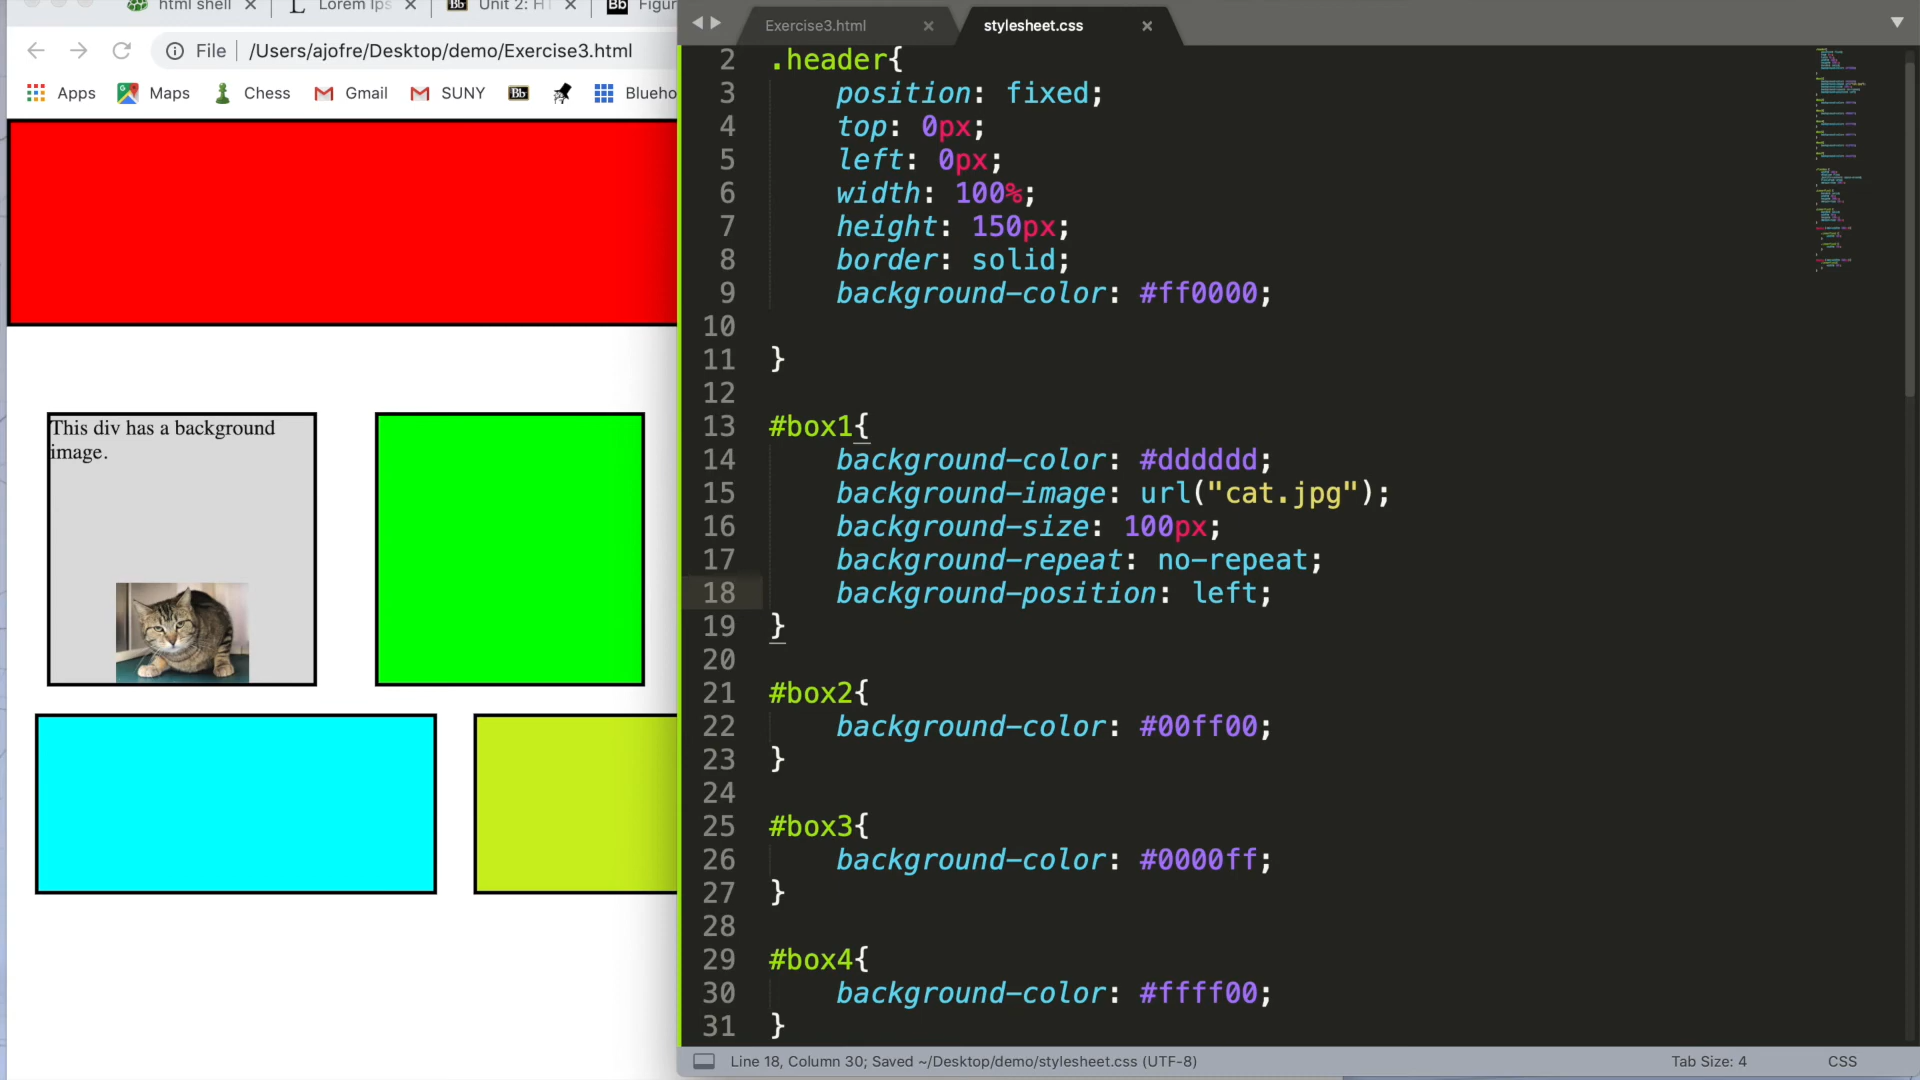 html shell
Lorem Ips
Unit 2: HT
Bb
Figur
File
/Users/ajofre/Desktop/demo/Exercise3.html
Apps
Maps
Chess
Gmail
SUNY
Bb
Blueho
This div has a background
image.
Exercise3.html
stylesheet.css
2 .header{
3 position: fixed;
4 top: 0px;
5 left: 0px;
6 width: 100%;
7 height: 150px;
8 border: solid;
9 background-color: #ff0000;
10
11 }
12
13 #box1{
14 background-color: #dddddd;
15 background-image: url("cat.jpg");
16 background-size: 100px;
17 background-repeat: no-repeat;
18 background-position: left;
19 }
20
21 #box2{
22 background-color: #00ff00;
23 }
24
25 #box3{
26 background-color: #0000ff;
27 }
28
29 #box4{
30 background-color: #ffff00;
31 }
Line 18, Column 30; Saved ~/Desktop/demo/stylesheet.css (UTF-8)
Tab Size: 4
CSS